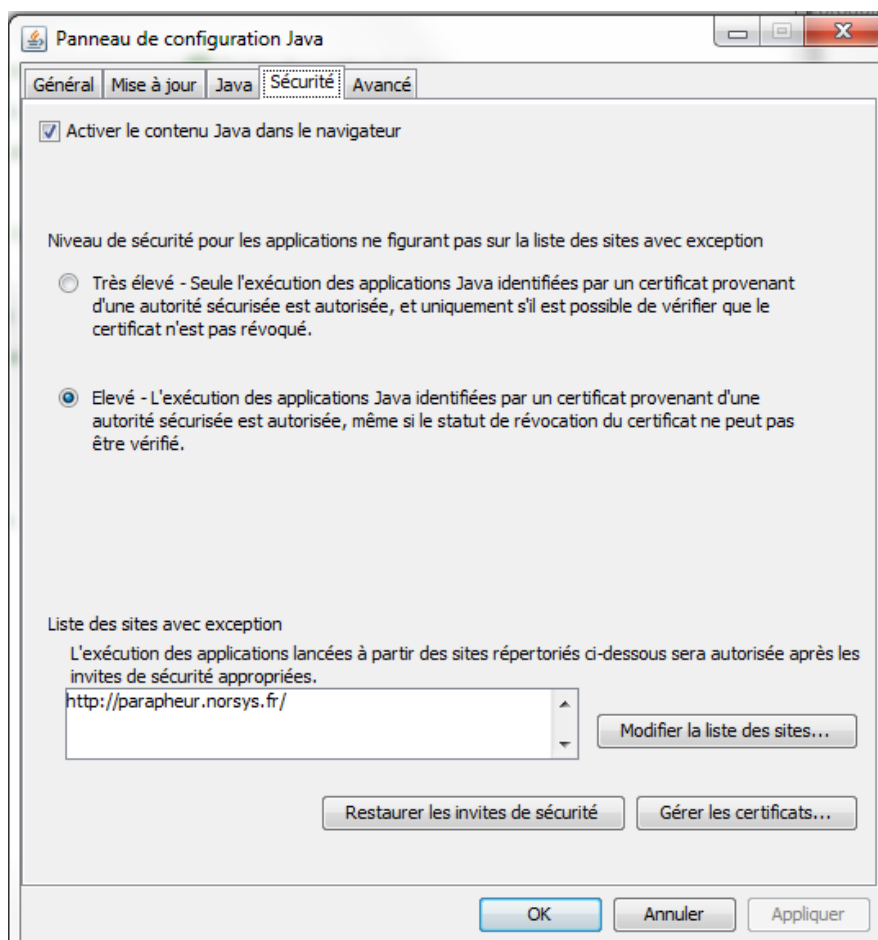 Panneau de configuration Java
Général Mise à jour Java Sécurité Avancé
Activer le contenu Java dans le navigateur
Niveau de sécurité pour les applications ne figurant pas sur la liste des sites avec exception
Très élevé - Seule l'exécution des applications Java identifiées par un certificat provenant
d'une autorité sécurisée est autorisée, et uniquement s'il est possible de vérifier que le
certificat n'est pas révoqué.
Elevé - L'exécution des applications Java identifiées par un certificat provenant d'une
autorité sécurisée est autorisée, même si le statut de révocation du certificat ne peut pas
être vérifié.
Liste des sites avec exception
L'exécution des applications lancées à partir des sites répertoriés ci-dessous sera autorisée après les
invites de sécurité appropriées.
http://parapheur.norsys.fr/
Modifier la liste des sites...
Restaurer les invites de sécurité Gérer les certificats...
OK Annuler Appliquer